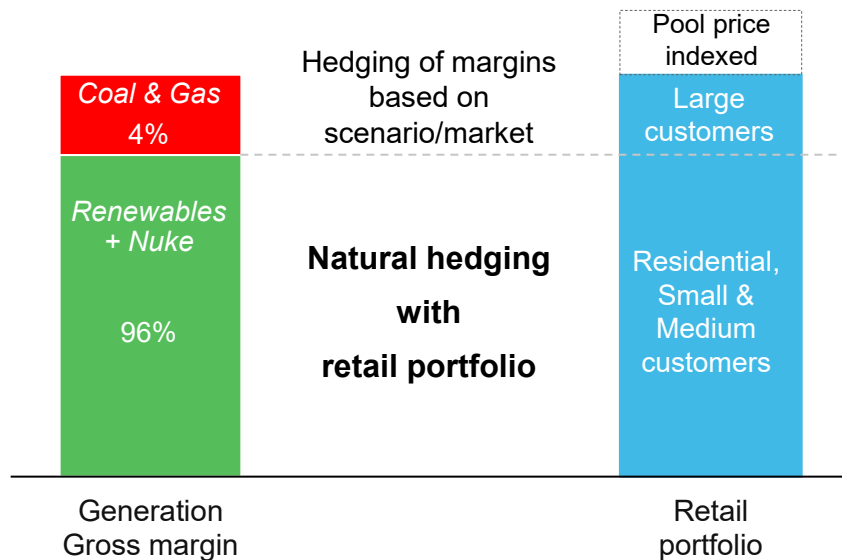 Coal & Gas
4%
Renewables
+ Nuke
96%
Hedging of margins
based on
scenario/market
Natural hedging
with
retail portfolio
Pool price
indexed
Large
customers
Residential,
Small &
Medium
customers
Generation
Gross margin
Retail
portfolio